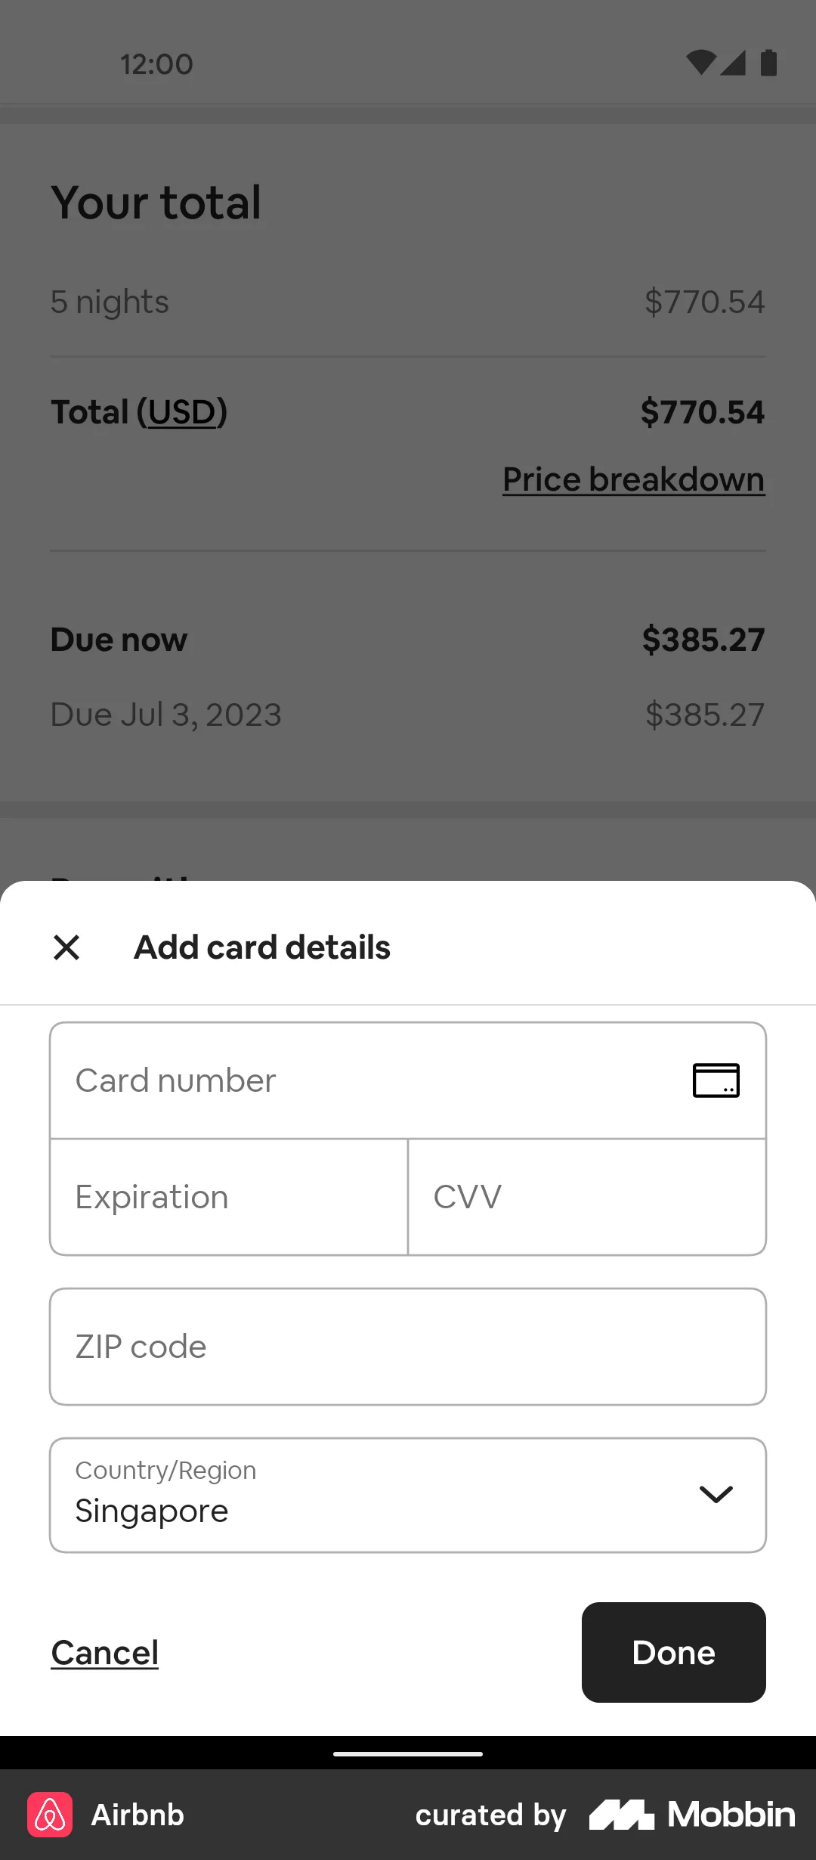 12:00
Your total
5 nights $770.54
Total (USD) $770.54
Price breakdown
Due now $385.27
Due Jul 3, 2023 $385.27
Add card details
Card number
Expiration CVV
ZIP code
Country/Region
Singapore
Cancel Done
Airbnb curated by Mobbin